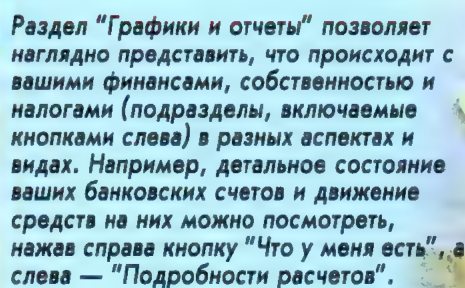 Раздел "Графики и отчеты" позволяет
наглядно представить, что происходит с
вашими финансами, собственностью и
налогами (подразделы, включаемые
кнопками слева) в разных аспектах и
видах. Например, детальное состояние
ваших банковских счетов и движение
средств на них можно посмотреть,
нажав справа кнопку "Что у меня есть", а
слева — "Подробности расчетов".